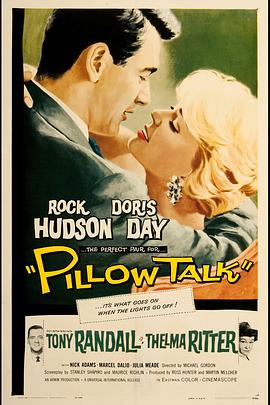 ROCK DORIS
HUDSON DAY
...THE PERFECT PAIR FOR...
"PILLOW TALK"
...IT'S WHAT GOES ON
WHEN THE LIGHTS GO OFF!
TONY RANDALL · THELMA RITTER
WITH NICK ADAMS · MARCEL DALIO · JULIA MEADE Directed by MICHAEL GORDON
Screenplay by STANLEY SHAPIRO and MAURICE RICHLIN · Produced by ROSS HUNTER and MARTIN MELCHER
AN ARWIN PRODUCTION · A UNIVERSAL-INTERNATIONAL RELEASE In Eastman COLOR · CINEMASCOPE